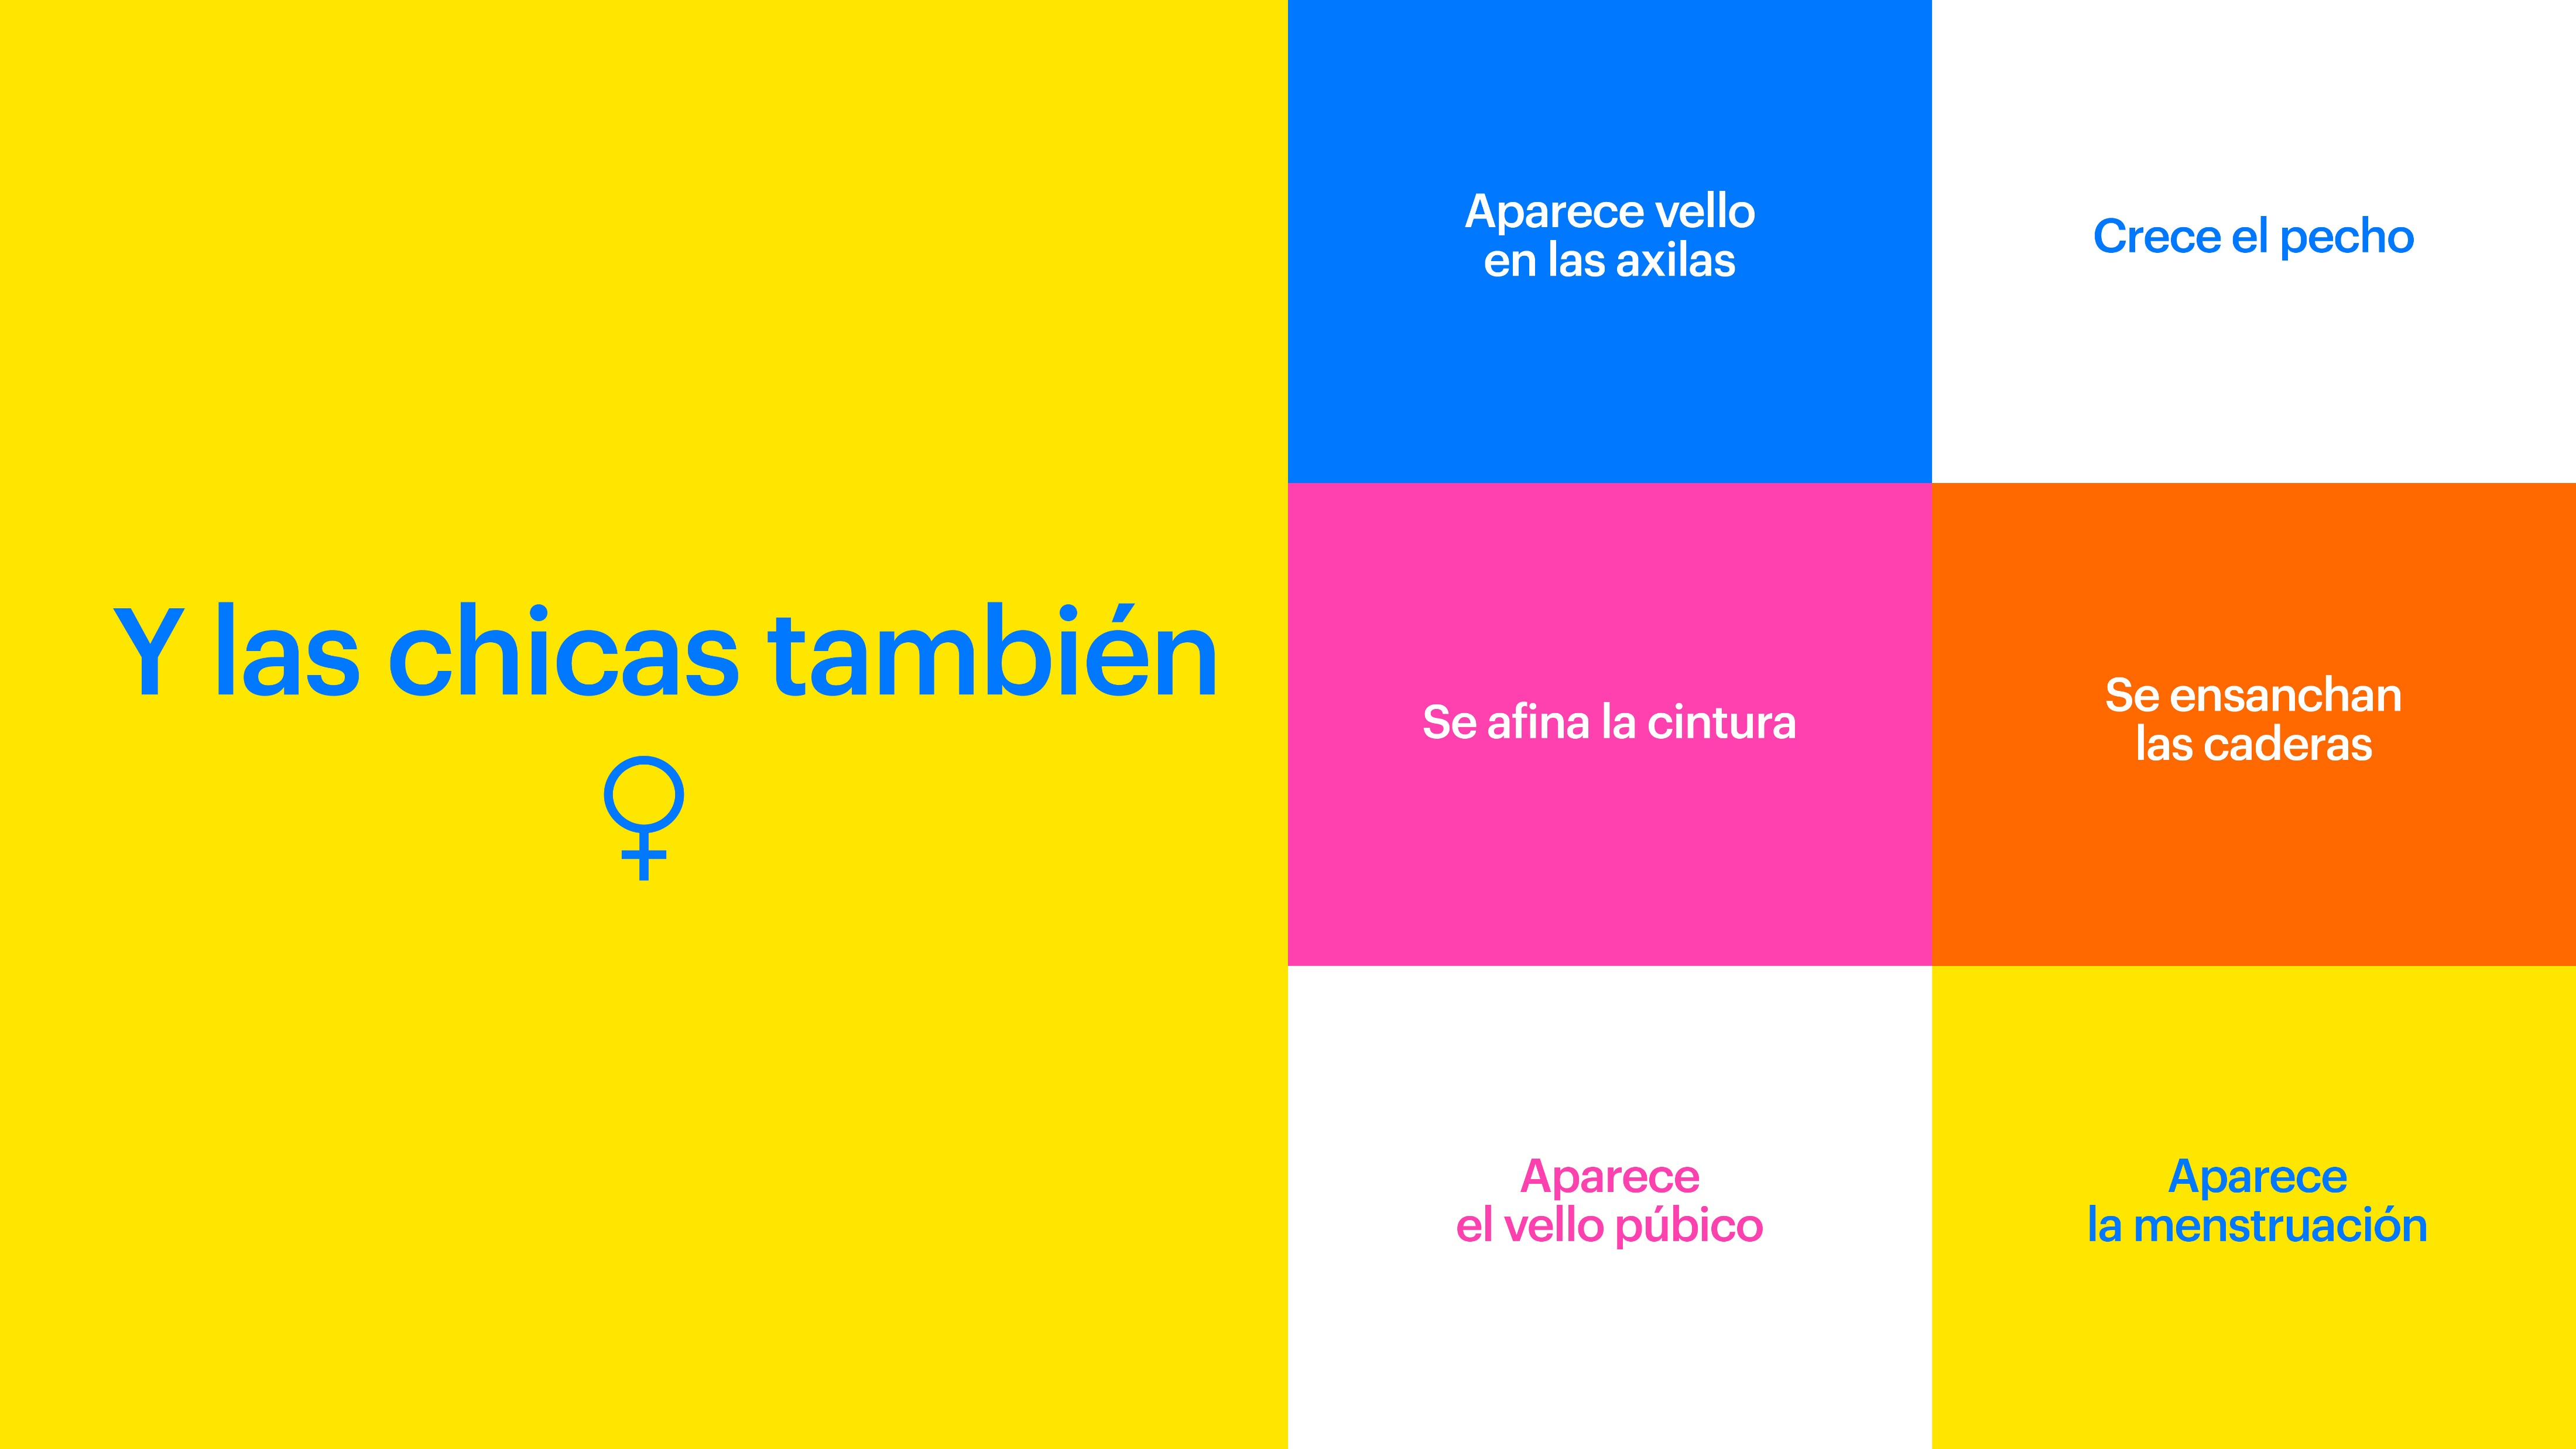 Y las chicas también
Aparece vello
en las axilas
Crece el pecho
Se afina la cintura
Se ensanchan
las caderas
Aparece
el vello púbico
Aparece
la menstruación